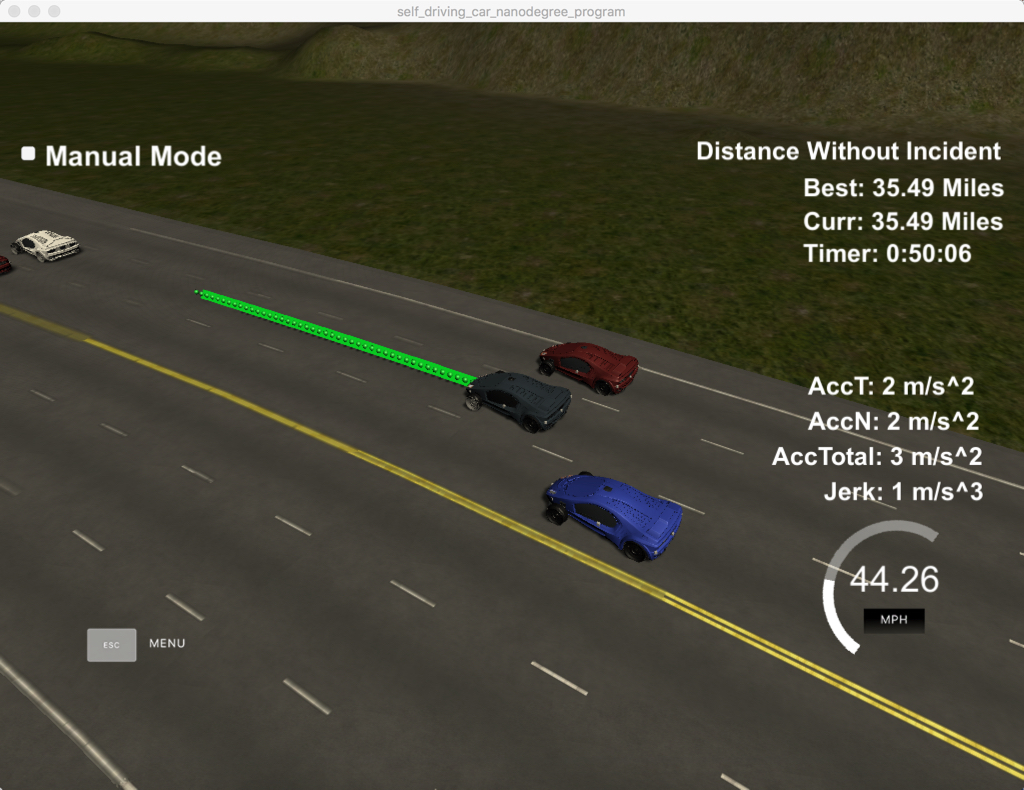 self_driving_car_nanodegree_program
Manual Mode
Distance Without Incident
Best: 35.49 Miles
Curr: 35.49 Miles
Timer: 0:50:06
AccT: 2 m/s^2
AccN: 2 m/s^2
AccTotal: 3 m/s^2
Jerk: 1 m/s^3
44.26
MPH
ESC MENU